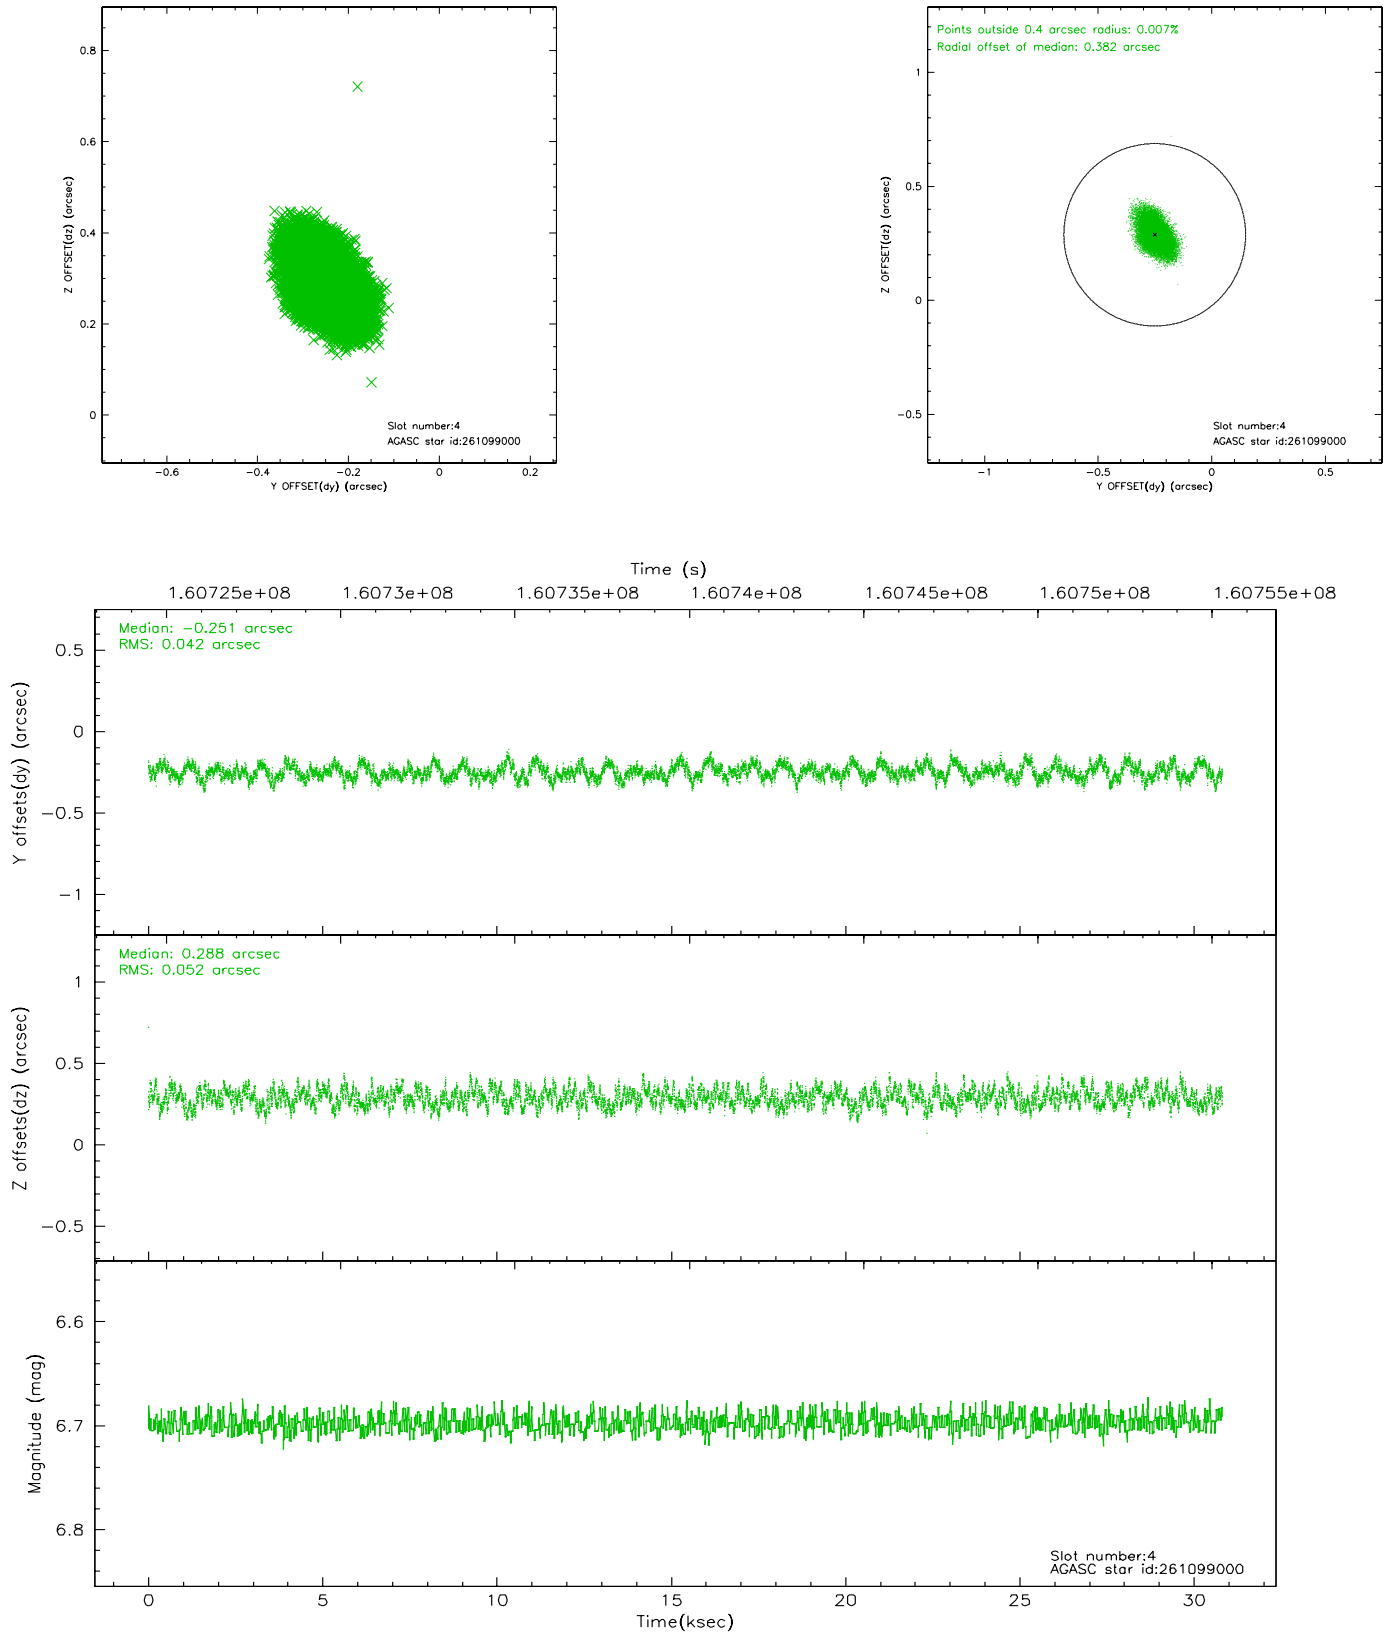 0.8
0.6
0.4
0.2
0
Z OFFSET(dz) (arcsec)
Slot number:4
AGASC star id:261099000
−0.6 −0.4 −0.2 0 0.2
Y OFFSET(dy) (arcsec)
Points outside 0.4 arcsec radius: 0.007%
Radial offset of median: 0.382 arcsec
1
0.5
0
−0.5
Z OFFSET(dz) (arcsec)
Slot number:4
AGASC star id:261099000
−1 −0.5 0 0.5
Y OFFSET(dy) (arcsec)
Time (s)
1.60725e+08 1.6073e+08 1.60735e+08 1.6074e+08 1.60745e+08 1.6075e+08 1.60755e+08
Median: −0.251 arcsec
RMS: 0.042 arcsec
0.5
0
−0.5
−1
Y offsets(dy) (arcsec)
Median: 0.288 arcsec
RMS: 0.052 arcsec
1
0.5
0
−0.5
Z offsets(dz) (arcsec)
6.6
6.7
6.8
Magnitude (mag)
Slot number:4
AGASC star id:261099000
0 5 10 15 20 25 30
Time(ksec)